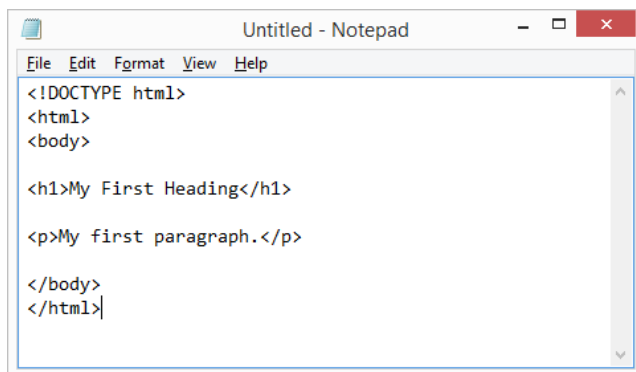 Untitled - Notepad
File Edit Format View Help
<!DOCTYPE html>
<html>
<body>
<h1>My First Heading</h1>
<p>My first paragraph.</p>
</body>
</html>